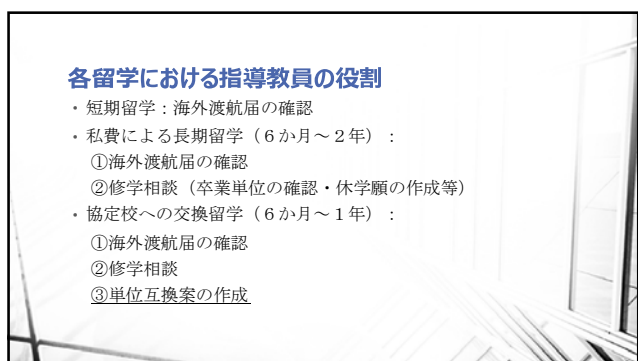 各留学における指導教員の役割
・短期留学：海外渡航届の確認
・私費による長期留学（６か月～２年）：
①海外渡航届の確認
②修学相談（卒業単位の確認・休学願の作成等）
・協定校への交換留学（６か月～１年）：
①海外渡航届の確認
②修学相談
③単位互換案の作成